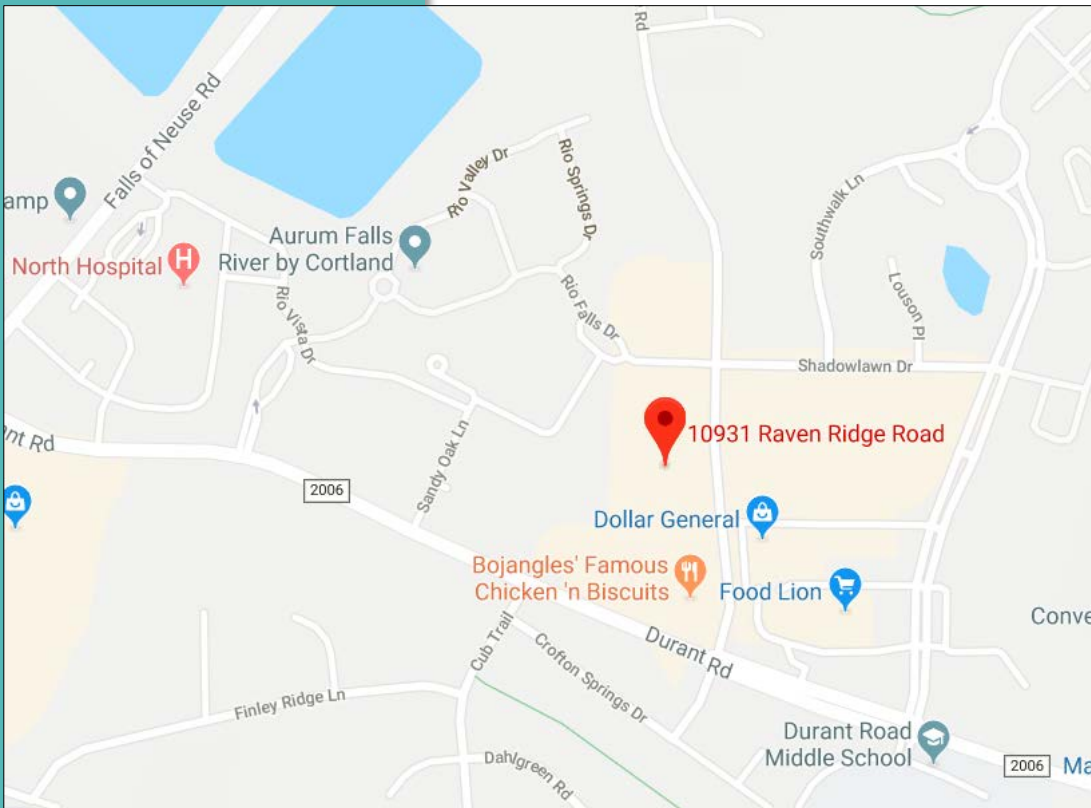 Rd
Falls of Neuse Rd
Rio Valley Dr
Rio Springs Dr
Southwalk Ln
amp
Aurum Falls
River by Cortland
North Hospital
H
Louson Pl
Rio Vista Dr
Rio Falls Dr
Shadowlawn Dr
10931 Raven Ridge Road
nt Rd
Sandy Oak Ln
2006
Dollar General
Bojangles' Famous
Chicken 'n Biscuits
Food Lion
Conve
Durant Rd
Cub Trail
Crofton Springs Dr
Finley Ridge Ln
Durant Road
Middle School
Dahlgreen Rd
2006
Ma